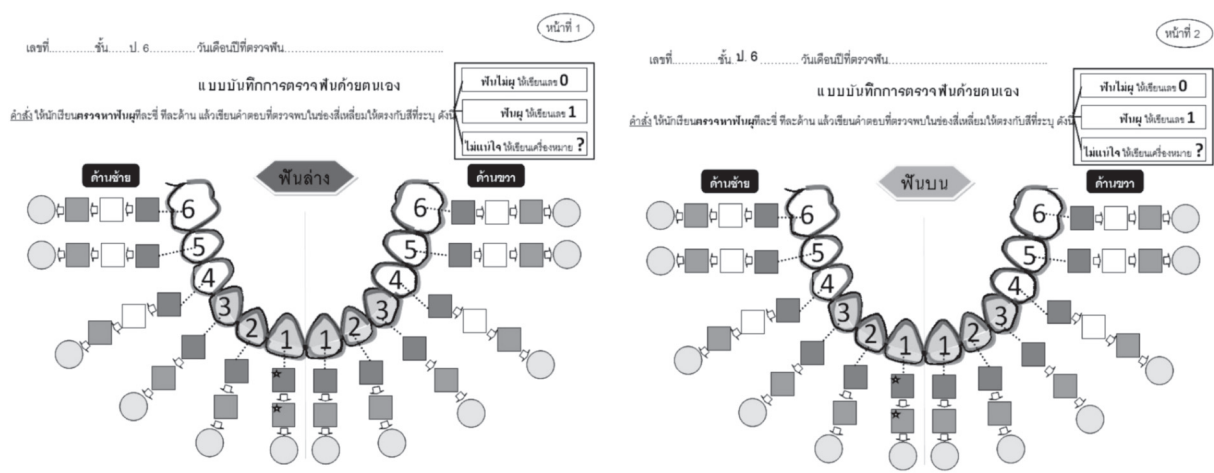 หน้าที่ 1
เลขที่..............ชั้น.......ป. 6...............วันเดือนปีที่ตรวจฟัน................................................
แบบบันทึกการตรวจฟันด้วยตนเอง
คำสั่ง ให้นักเรียนตรวจหาฟันผุทีละซี่ ทีละด้าน แล้วเขียนคำตอบที่ตรวจพบในช่องสี่เหลี่ยมให้ตรงกับสีที่ระบุ ดังนี้
ฟันไม่ผุ ให้เขียนเลข 0
ฟันผุ ให้เขียนเลข 1
ไม่แน่ใจ ให้เขียนเครื่องหมาย ?
ด้านซ้าย
ฟันล่าง
ด้านขวา
6 6
5 5
4 4
3 2 1 1 2 3
หน้าที่ 2
เลขที่..............ชั้น ป. 6............วันเดือนปีที่ตรวจฟัน................................................
แบบบันทึกการตรวจฟันด้วยตนเอง
คำสั่ง ให้นักเรียนตรวจหาฟันผุทีละซี่ ทีละด้าน แล้วเขียนคำตอบที่ตรวจพบในช่องสี่เหลี่ยมให้ตรงกับสีที่ระบุ ดังนี้
ฟันไม่ผุ ให้เขียนเลข 0
ฟันผุ ให้เขียนเลข 1
ไม่แน่ใจ ให้เขียนเครื่องหมาย ?
ด้านซ้าย
ฟันบน
ด้านขวา
6 6
5 5
4 4
3 2 1 1 2 3